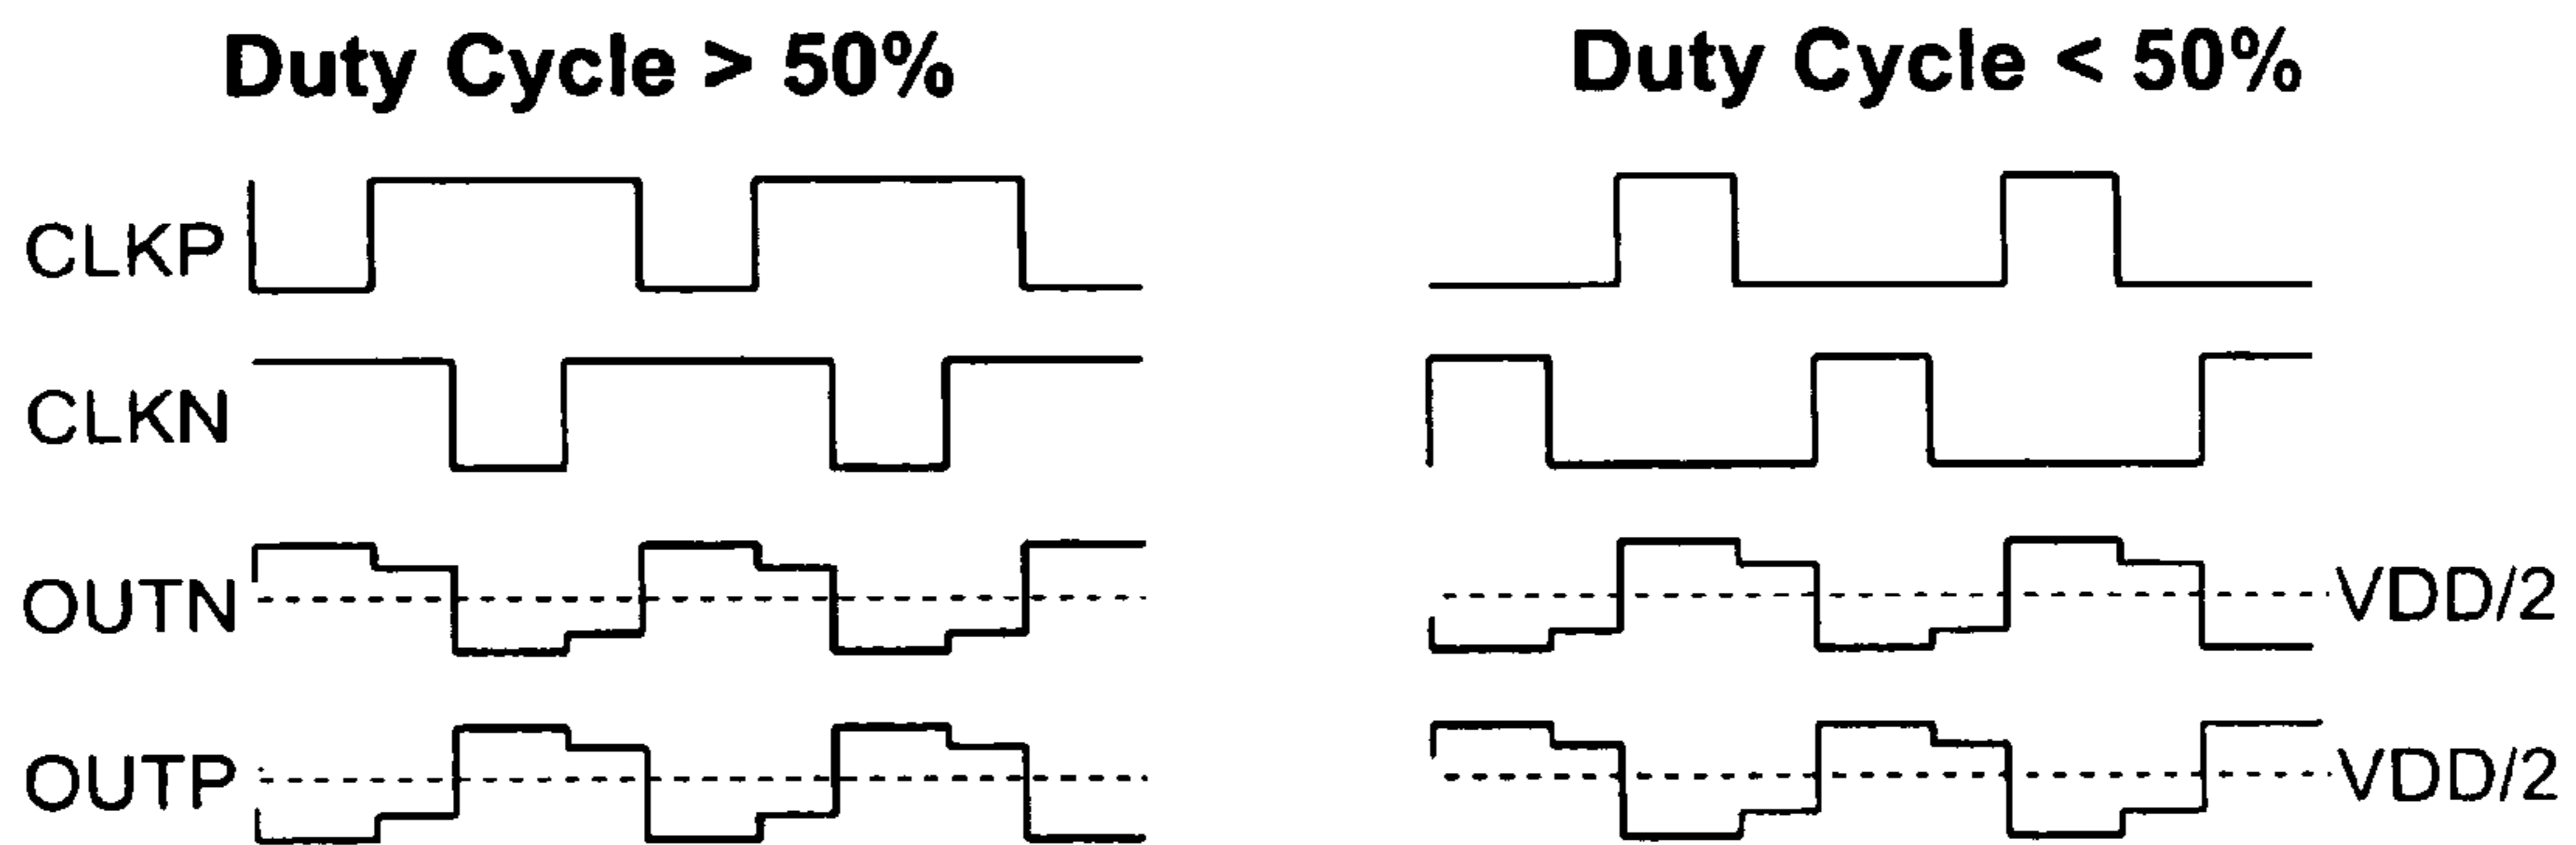 Duty Cycle > 50%
Duty Cycle < 50%
CLKP
CLKN
OUTN
VDD/2
OUTP
VDD/2